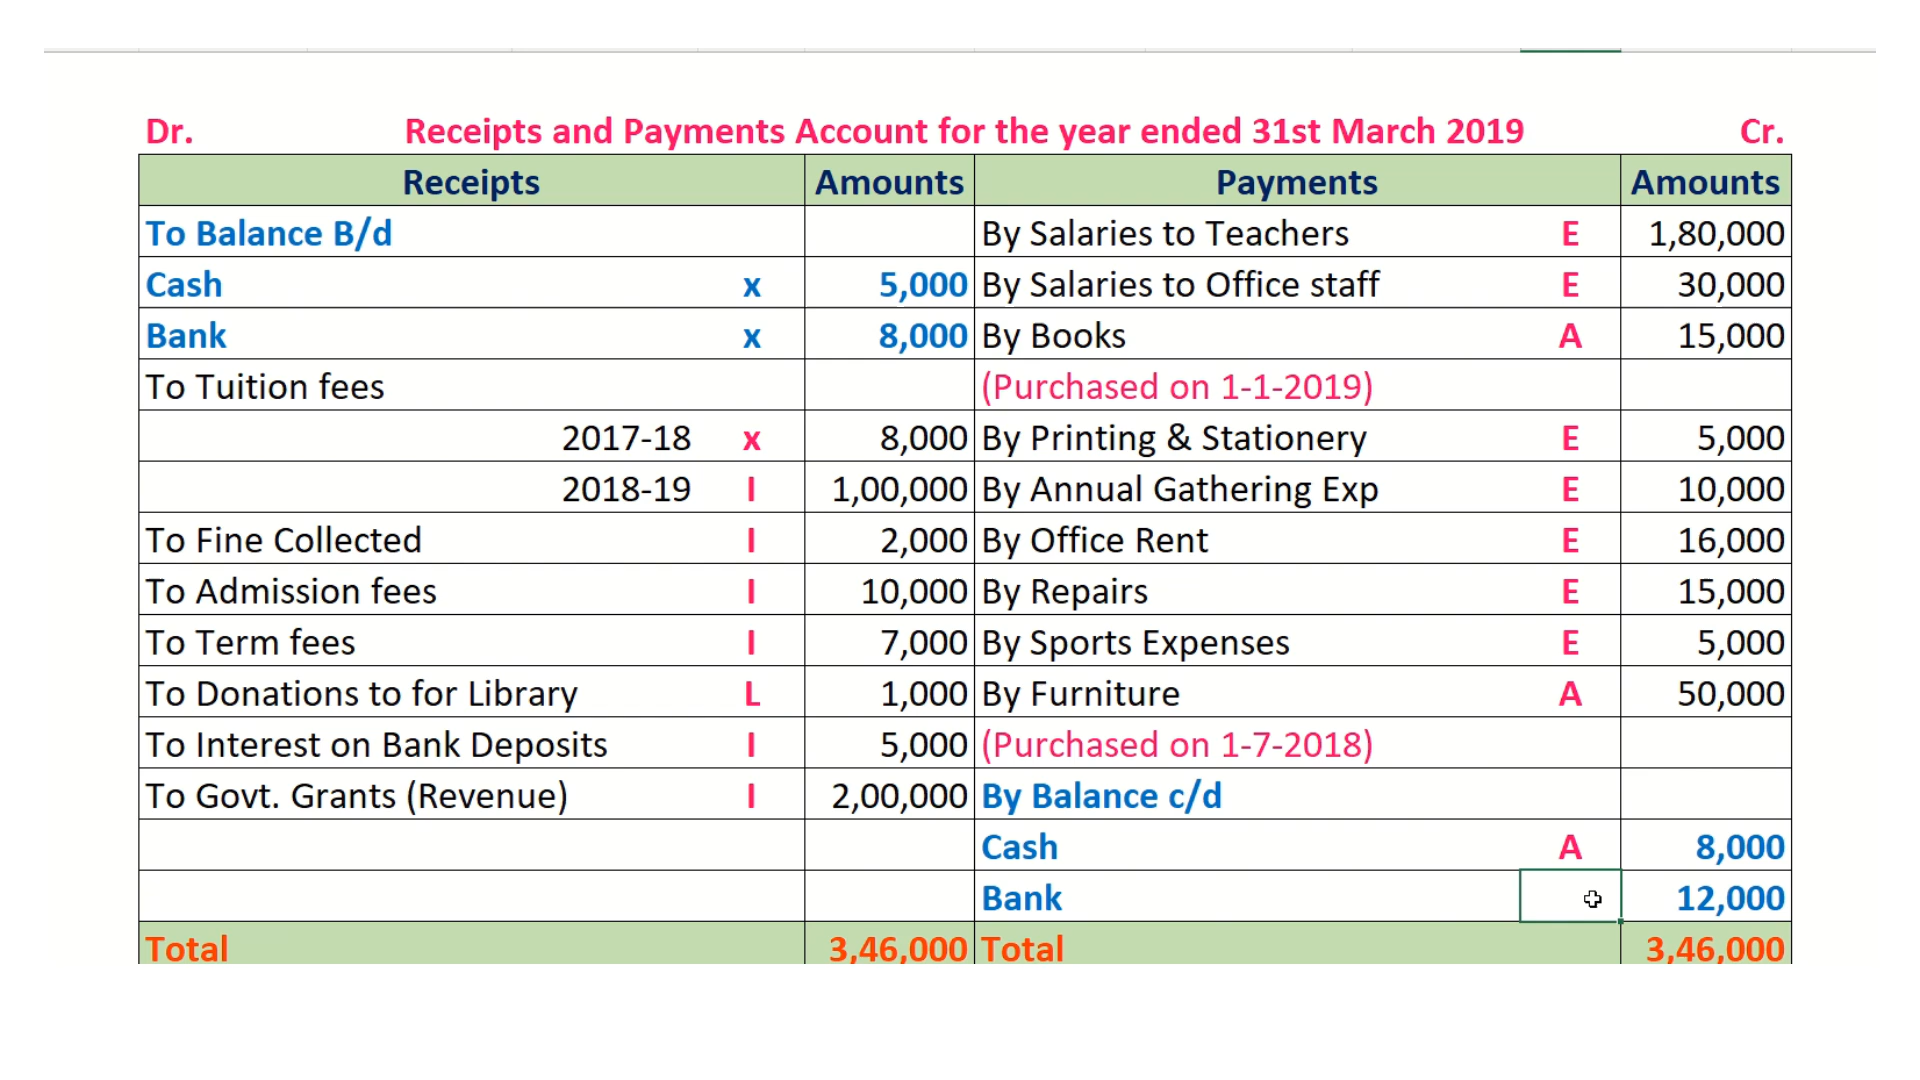 Dr. Receipts and Payments Account for the year ended 31st March 2019 Cr.
Receipts Amounts Payments Amounts
To Balance B/d By Salaries to Teachers E 1,80,000
Cash x 5,000 By Salaries to Office staff E 30,000
Bank x 8,000 By Books A 15,000
To Tuition fees (Purchased on 1-1-2019)
2017-18 x 8,000 By Printing & Stationery E 5,000
2018-19 I 1,00,000 By Annual Gathering Exp E 10,000
To Fine Collected I 2,000 By Office Rent E 16,000
To Admission fees I 10,000 By Repairs E 15,000
To Term fees I 7,000 By Sports Expenses E 5,000
To Donations to for Library L 1,000 By Furniture A 50,000
To Interest on Bank Deposits I 5,000 (Purchased on 1-7-2018)
To Govt. Grants (Revenue) I 2,00,000 By Balance c/d
Cash A 8,000
Bank 12,000
Total 3,46,000 Total 3,46,000